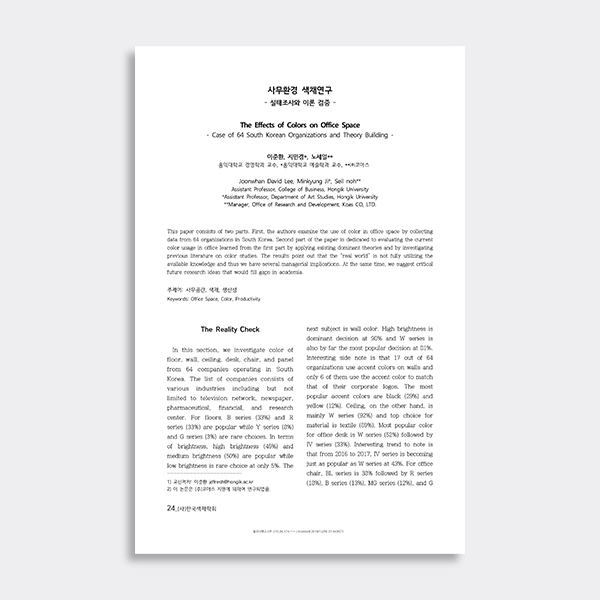 사무환경 색채연구
- 실태조사와 이론 검증 -
The Effects of Colors on Office Space
- Case of 64 South Korean Organizations and Theory Building -
이준환, 지민경*, 노세일**
홍익대학교 경영학과 교수, *홍익대학교 예술학과 교수, **㈜코아스
Joonwhan David Lee, Minkyung Ji*, Seil noh**
Assistant Professor, College of Business, Hongik University
*Assistant Professor, Department of Art Studies, Hongik University
**Manager, Office of Research and Development, Koas CO, LTD.
This paper consists of two parts. First, the authors examine the use of color in office space by collecting
data from 64 organizations in South Korea. Second part of the paper is dedicated to evaluating the current
color usage in office learned from the first part by applying existing dominant theories and by investigating
previous literature on color studies. The results point out that the "real world" is not fully utilizing the
available knowledge and thus we have several managerial implications. At the same time, we suggest critical
future research ideas that would fill gaps in academia.
주제어: 사무공간, 색채, 생산성
Keywords: Office Space, Color, Productivity
The Reality Check
In this section, we investigate color of
floor, wall, ceiling, desk, chair, and panel
from 64 companies operating in South
Korea. The list of companies consists of
various industries including but not
limited to television network, newspaper,
pharmaceutical, financial, and research
center. For floors, B series (33%) and R
series (33%) are popular while Y series (8%)
and G series (3%) are rare choices. In terms
of brightness, high brightness (45%) and
medium brightness (50%) are popular while
low brightness is rare choice at only 5%. The
1) 교신저자: 이준환 jdfresh@hongik.ac.kr
2) 이 논문은 (주)코아스 지원에 의하여 연구되었음.
24_(사)한국색채학회
next subject is wall color. High brightness is
dominant decision at 90% and W series is
also by far the most popular decision at 81%.
Interesting side note is that 17 out of 64
organizations use accent colors on walls and
only 6 of them use the accent color to match
that of their corporate logos. The most
popular accent colors are black (29%) and
yellow (12%). Ceiling, on the other hand, is
mainly W series (92%) and top choice for
material is textile (69%). Most popular color
for office desk is W series (52%) followed by
IV series (33%). Interesting trend to note is
that from 2016 to 2017, IV series is becoming
just as popular as W series at 43%. For office
chair, BL series is 33% followed by R series
(18%), B series (13%), MG series (12%), and G